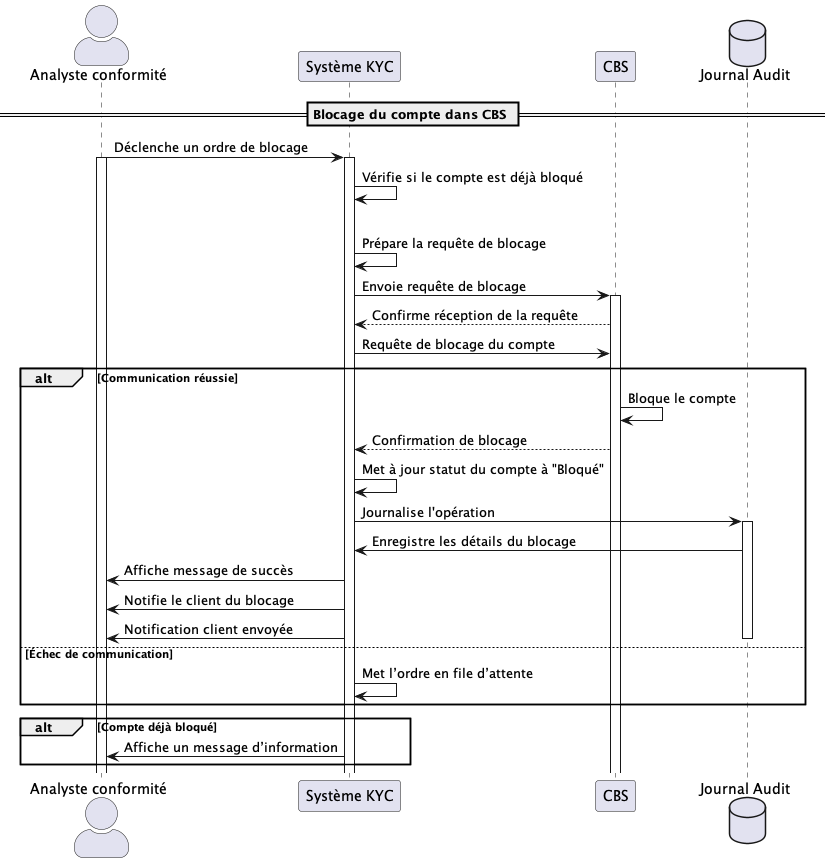 Analyste conformité
Système KYC
CBS
Journal Audit
Blocage du compte dans CBS
Déclenche un ordre de blocage
Vérifie si le compte est déjà bloqué
Prépare la requête de blocage
Envoie requête de blocage
Confirme réception de la requête
Requête de blocage du compte
alt [Communication réussie]
Bloque le compte
Confirmation de blocage
Met à jour statut du compte à "Bloqué"
Journalise l'opération
Enregistre les détails du blocage
Affiche message de succès
Notifie le client du blocage
Notification client envoyée
[Échec de communication]
Met l’ordre en file d’attente
alt [Compte déjà bloqué]
Affiche un message d’information
Analyste conformité
Système KYC
CBS
Journal Audit